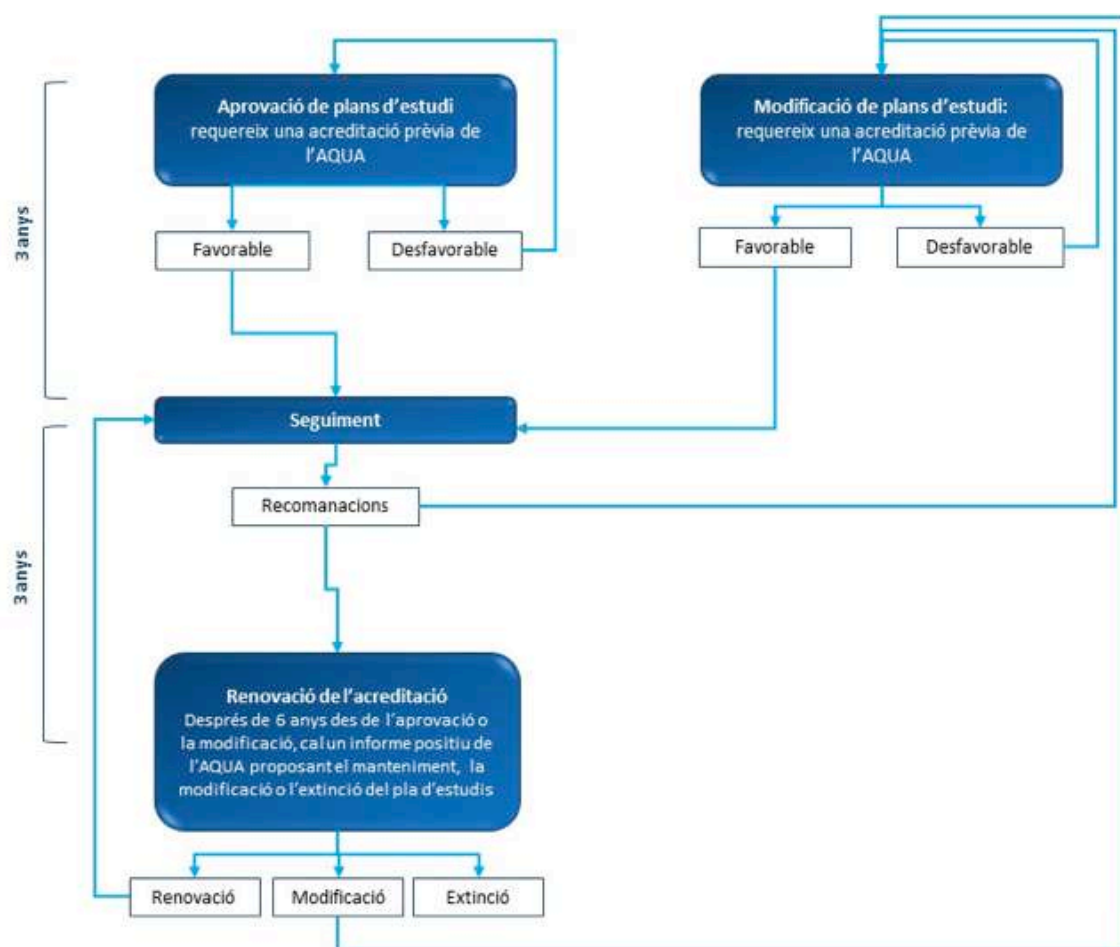 Aprovació de plans d'estudi
requereix una acreditació prèvia de
l'AQUA
Modificació de plans d'estudi:
requereix una acreditació prèvia de
l'AQUA
3 anys
Favorable
Desfavorable
Favorable
Desfavorable
Seguiment
Recomanacions
3 anys
Renovació de l'acreditació
Després de 6 anys des de l'aprovació o
la modificació, cal un informe positiu de
l'AQUA proposant el manteniment, la
modificació o l'extinció del pla d'estudis
Renovació
Modificació
Extinció